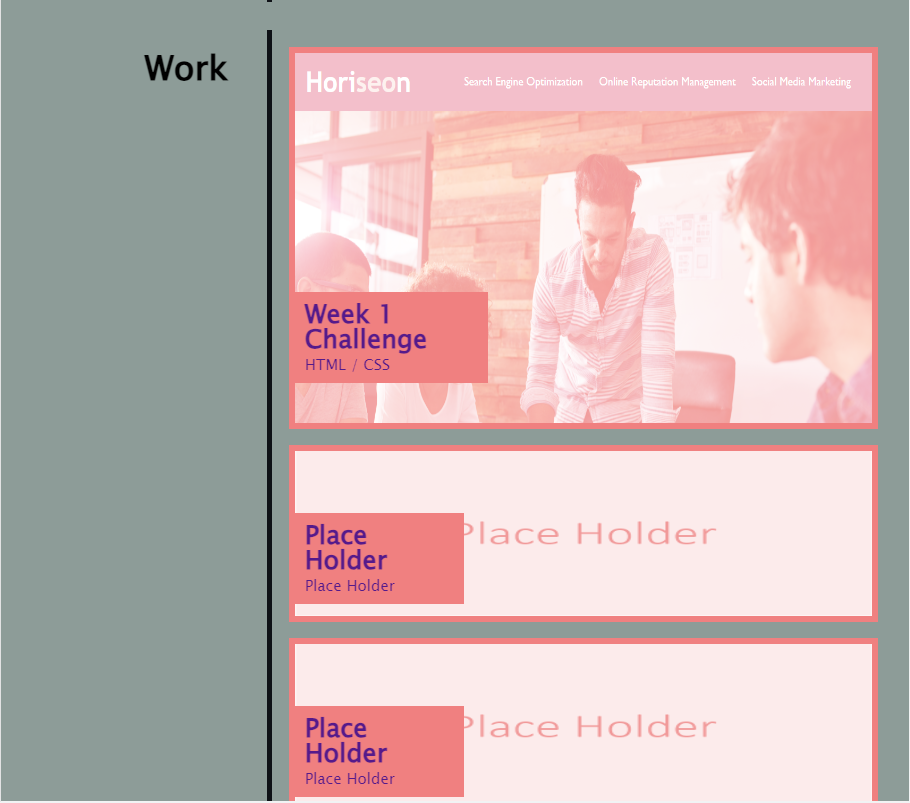 Work
Horiseon
Search Engine Optimization Online Reputation Management Social Media Marketing
Week 1
Challenge
HTML / CSS
Place Holder
Place
Holder
Place Holder
Place Holder
Place
Holder
Place Holder